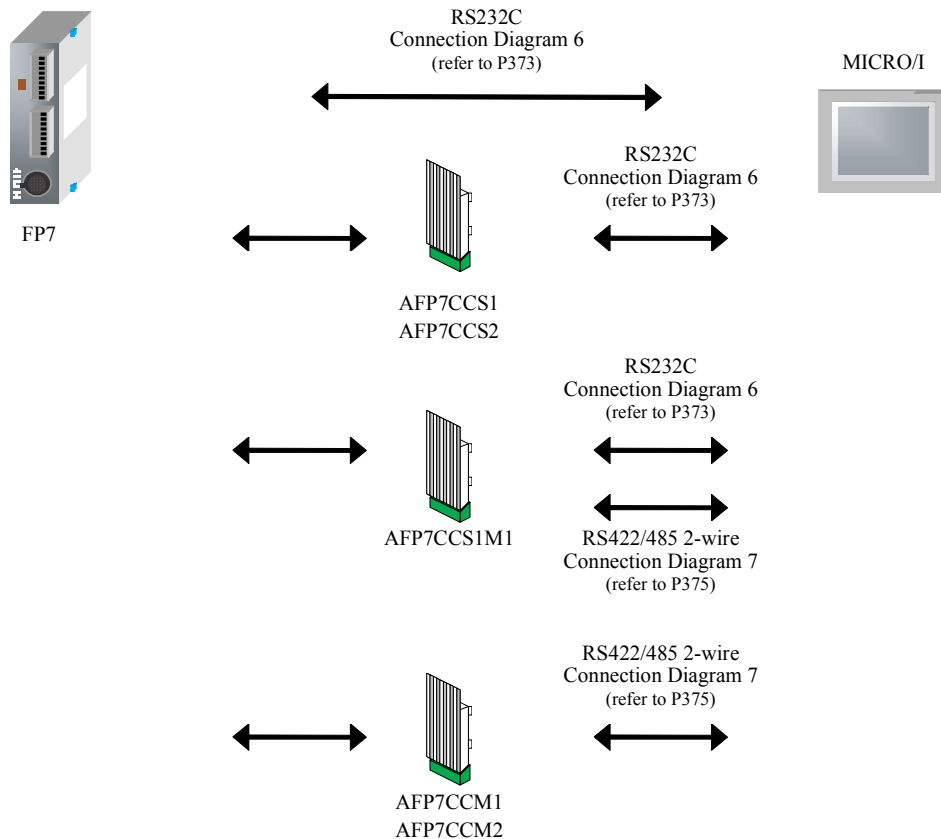 RS232C
Connection Diagram 6
(refer to P373)
MICRO/I
FP7
RS232C
Connection Diagram 6
(refer to P373)
AFP7CCS1
AFP7CCS2
RS232C
Connection Diagram 6
(refer to P373)
AFP7CCS1M1
RS422/485 2-wire
Connection Diagram 7
(refer to P375)
RS422/485 2-wire
Connection Diagram 7
(refer to P375)
AFP7CCM1
AFP7CCM2